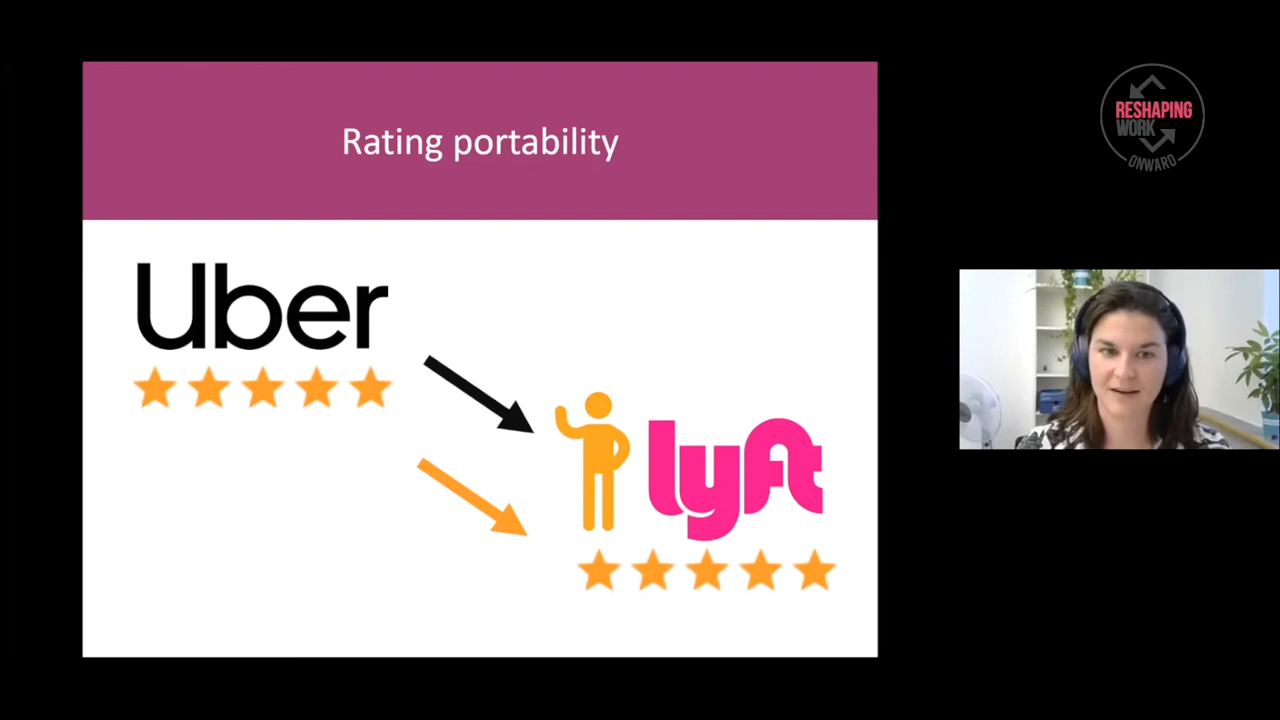 Rating portability
Uber
lyft
RESHAPING
WORK
ONWARD